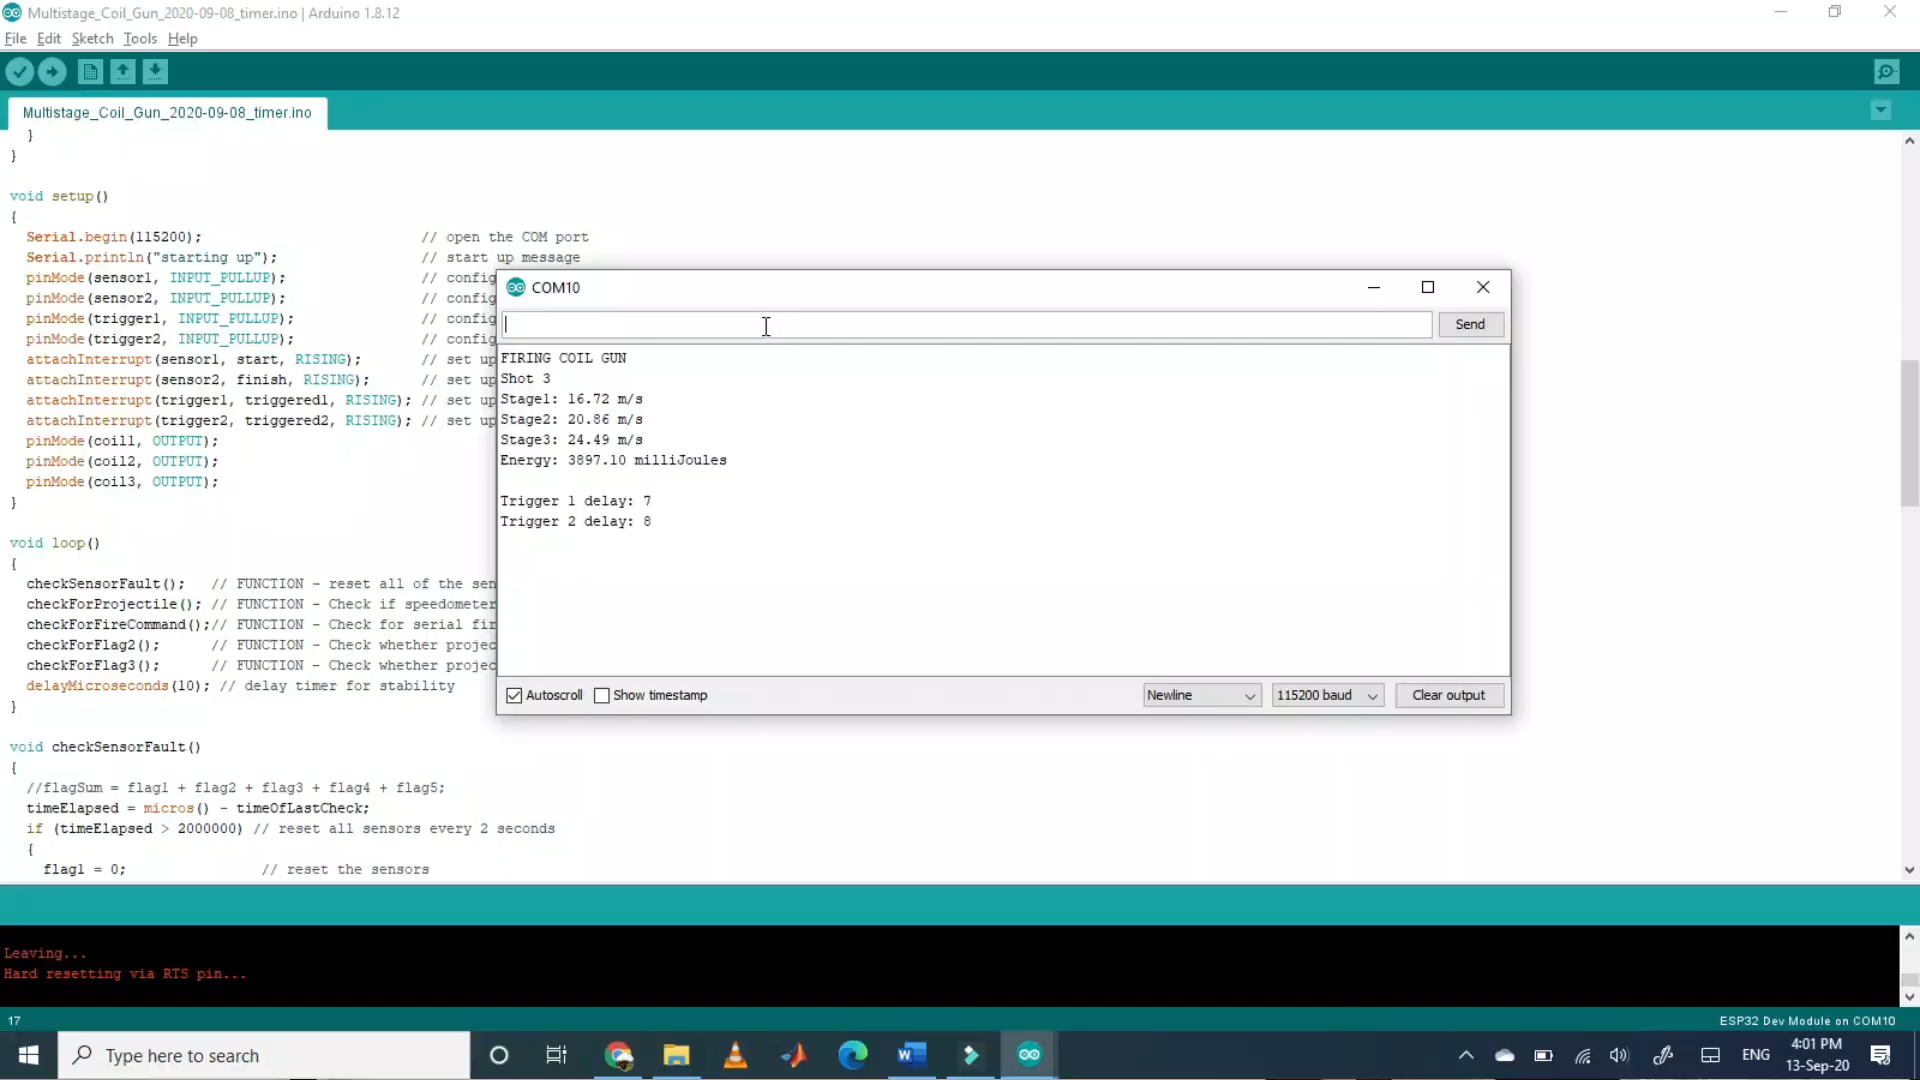 Multistage_Coil_Gun_2020-09-08_timer.ino | Arduino 1.8.12
File Edit Sketch Tools Help
Multistage_Coil_Gun_2020-09-08_timer.ino
}
}
void setup()
{
Serial.begin(115200); // open the COM port
Serial.println("starting up"); // start up message
pinMode(sensor1, INPUT_PULLUP); // config
pinMode(sensor2, INPUT_PULLUP); // config
pinMode(trigger1, INPUT_PULLUP); // config
pinMode(trigger2, INPUT_PULLUP); // config
attachInterrupt(sensor1, start, RISING); // set up
attachInterrupt(sensor2, finish, RISING); // set up
attachInterrupt(trigger1, triggered1, RISING); // set up
attachInterrupt(trigger2, triggered2, RISING); // set up
pinMode(coil1, OUTPUT);
pinMode(coil2, OUTPUT);
pinMode(coil3, OUTPUT);
}
void loop()
{
checkSensorFault(); // FUNCTION - reset all of the sen
checkForProjectile(); // FUNCTION - Check if speedometer
checkForFireCommand();// FUNCTION - Check for serial fir
checkForFlag2(); // FUNCTION - Check whether projec
checkForFlag3(); // FUNCTION - Check whether projec
delayMicroseconds(10); // delay timer for stability
}
void checkSensorFault()
{
//flagSum = flag1 + flag2 + flag3 + flag4 + flag5;
timeElapsed = micros() - timeOfLastCheck;
if (timeElapsed > 2000000) // reset all sensors every 2 seconds
{
flag1 = 0; // reset the sensors
COM10
Send
FIRING COIL GUN
Shot 3
Stage1: 16.72 m/s
Stage2: 20.86 m/s
Stage3: 24.49 m/s
Energy: 3897.10 milliJoules
Trigger 1 delay: 7
Trigger 2 delay: 8
Autoscroll Show timestamp Newline 115200 baud Clear output
Leaving...
Hard resetting via RTS pin...
17 ESP32 Dev Module on COM10
Type here to search
ENG
4:01 PM
13-Sep-20